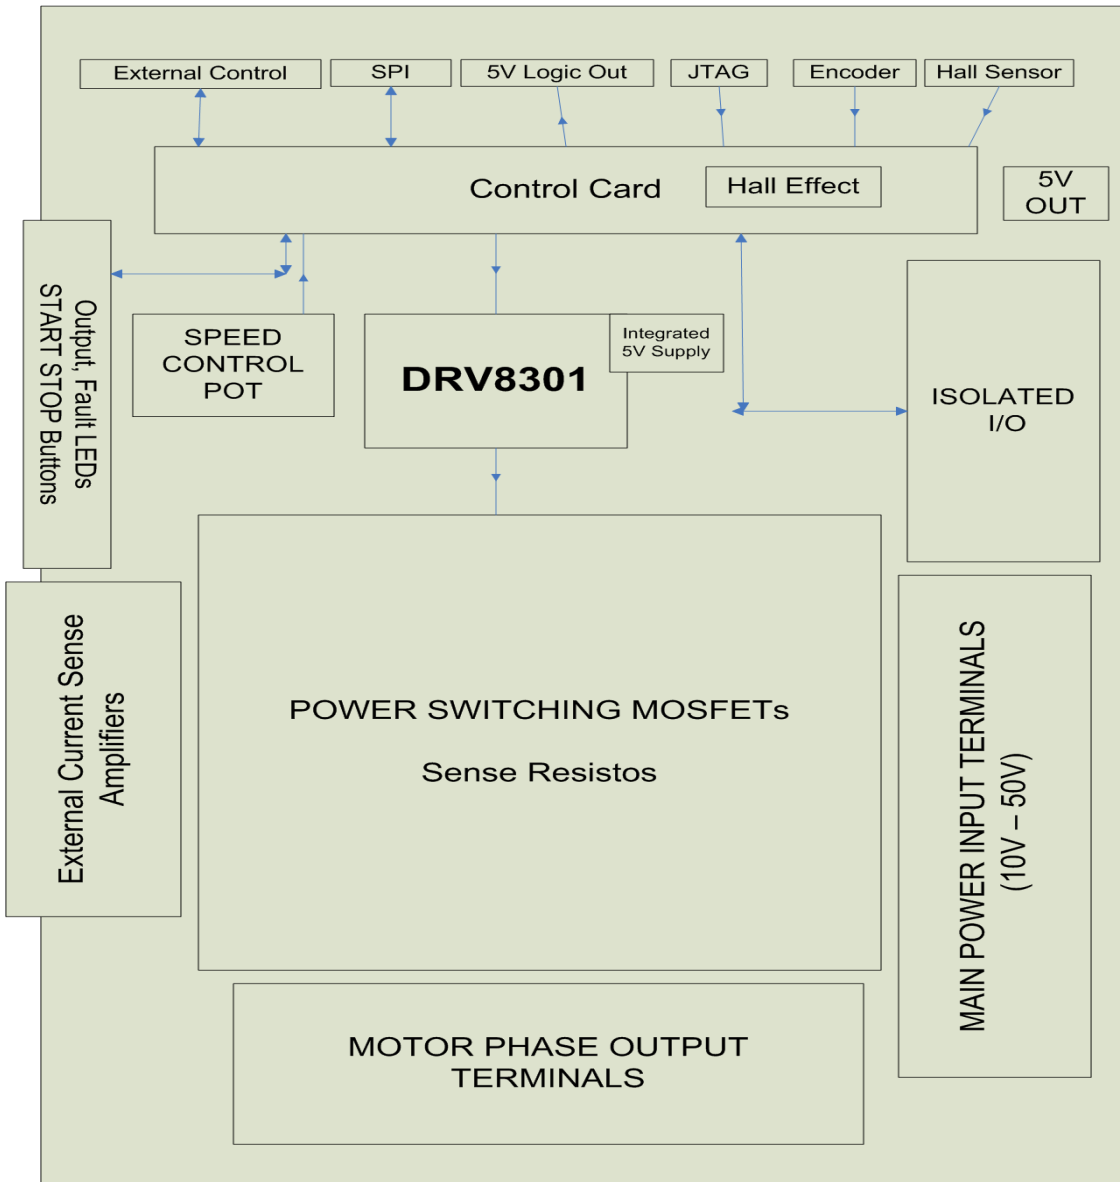 External Control
SPI
5V Logic Out
JTAG
Encoder
Hall Sensor
Control Card
Hall Effect
5V
OUT
Output, Fault LEDs
START STOP Buttons
SPEED
CONTROL
POT
DRV8301
Integrated
5V Supply
ISOLATED
I/O
External Current Sense
Amplifiers
POWER SWITCHING MOSFETs
Sense Resistos
MAIN POWER INPUT TERMINALS
(10V – 50V)
MOTOR PHASE OUTPUT
TERMINALS